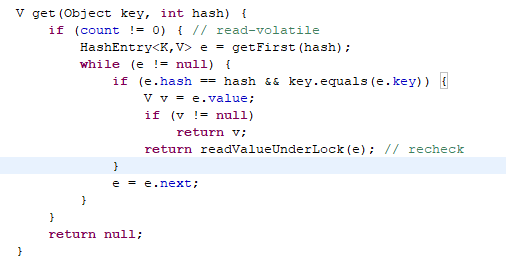 V get(Object key, int hash) {
    if (count != 0) { // read-volatile
        HashEntry<K,V> e = getFirst(hash);
        while (e != null) {
            if (e.hash == hash && key.equals(e.key)) {
                V v = e.value;
                if (v != null)
                    return v;
                return readValueUnderLock(e); // recheck
            }
            e = e.next;
        }
    }
    return null;
}